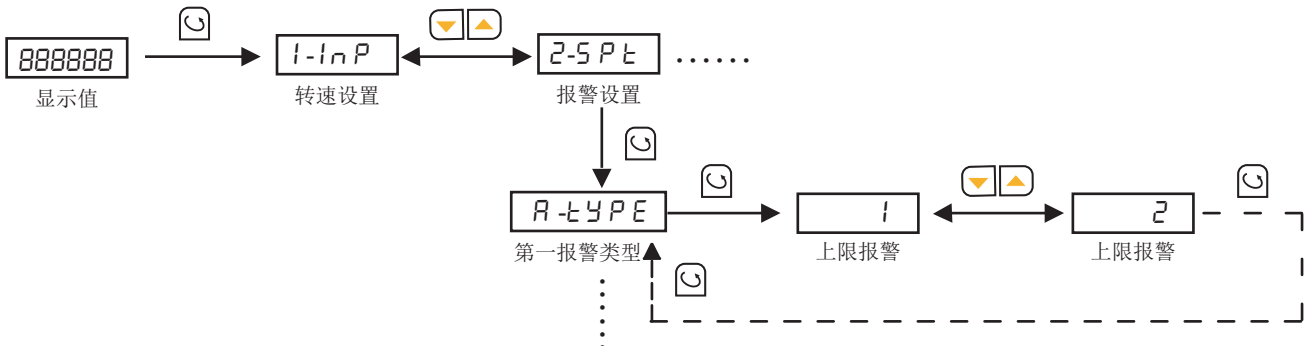 888888
1-InP
2-SPt
......
显示值
转速设置
报警设置
A-tYPE
1
2
第一报警类型
上限报警
上限报警